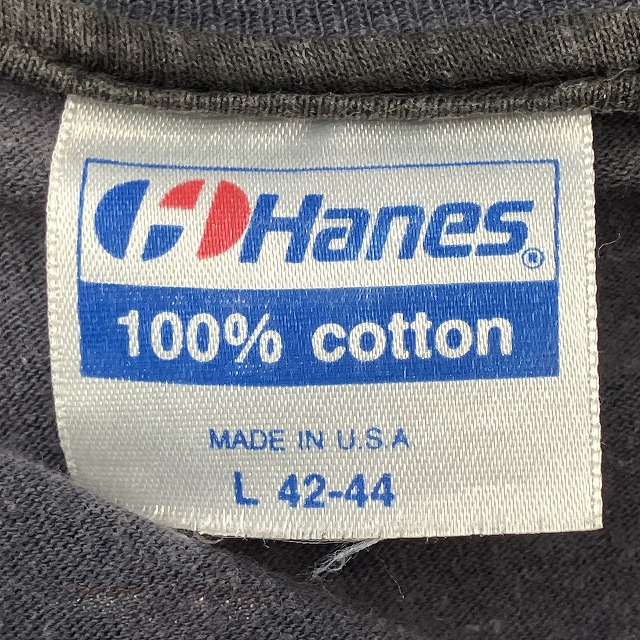 Hanes®
100% cotton
MADE IN U.S.A
L 42-44